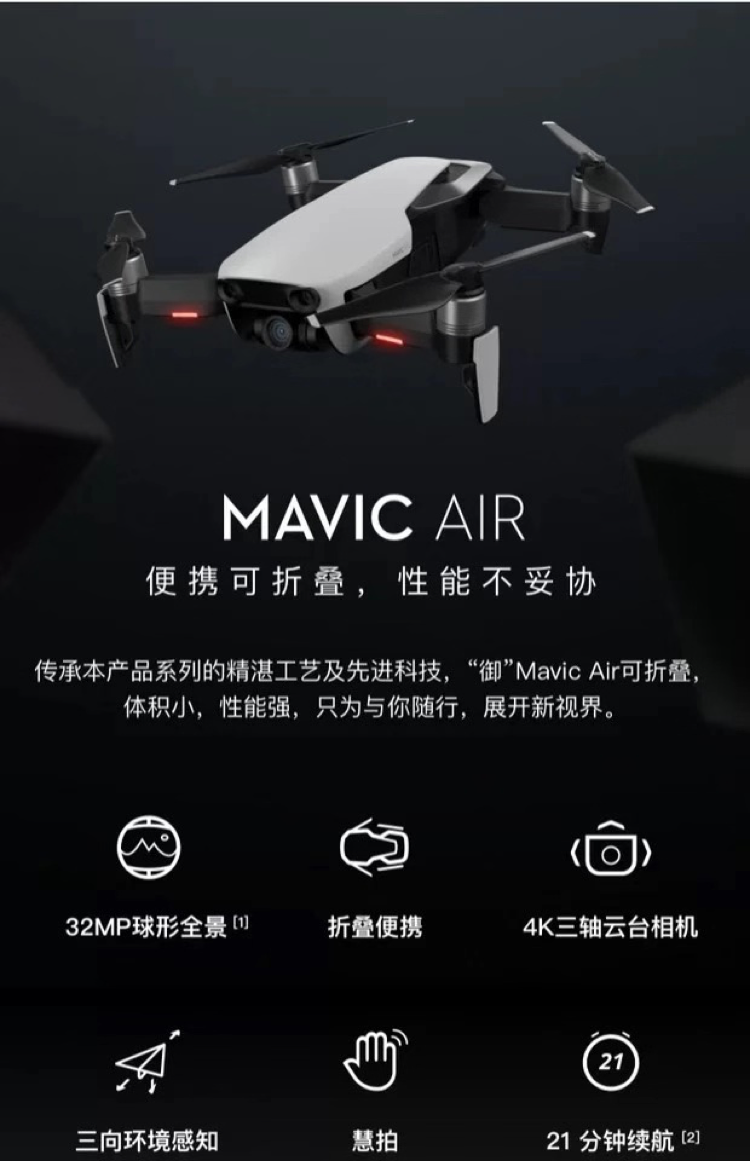 MAVIC AIR
便携可折叠，性能不妥协
传承本产品系列的精湛工艺及先进科技，“御”Mavic Air可折叠，
体积小，性能强，只为与你随行，展开新视界。
32MP球形全景[1]
折叠便携
4K三轴云台相机
21
三向环境感知
慧拍
21 分钟续航[2]